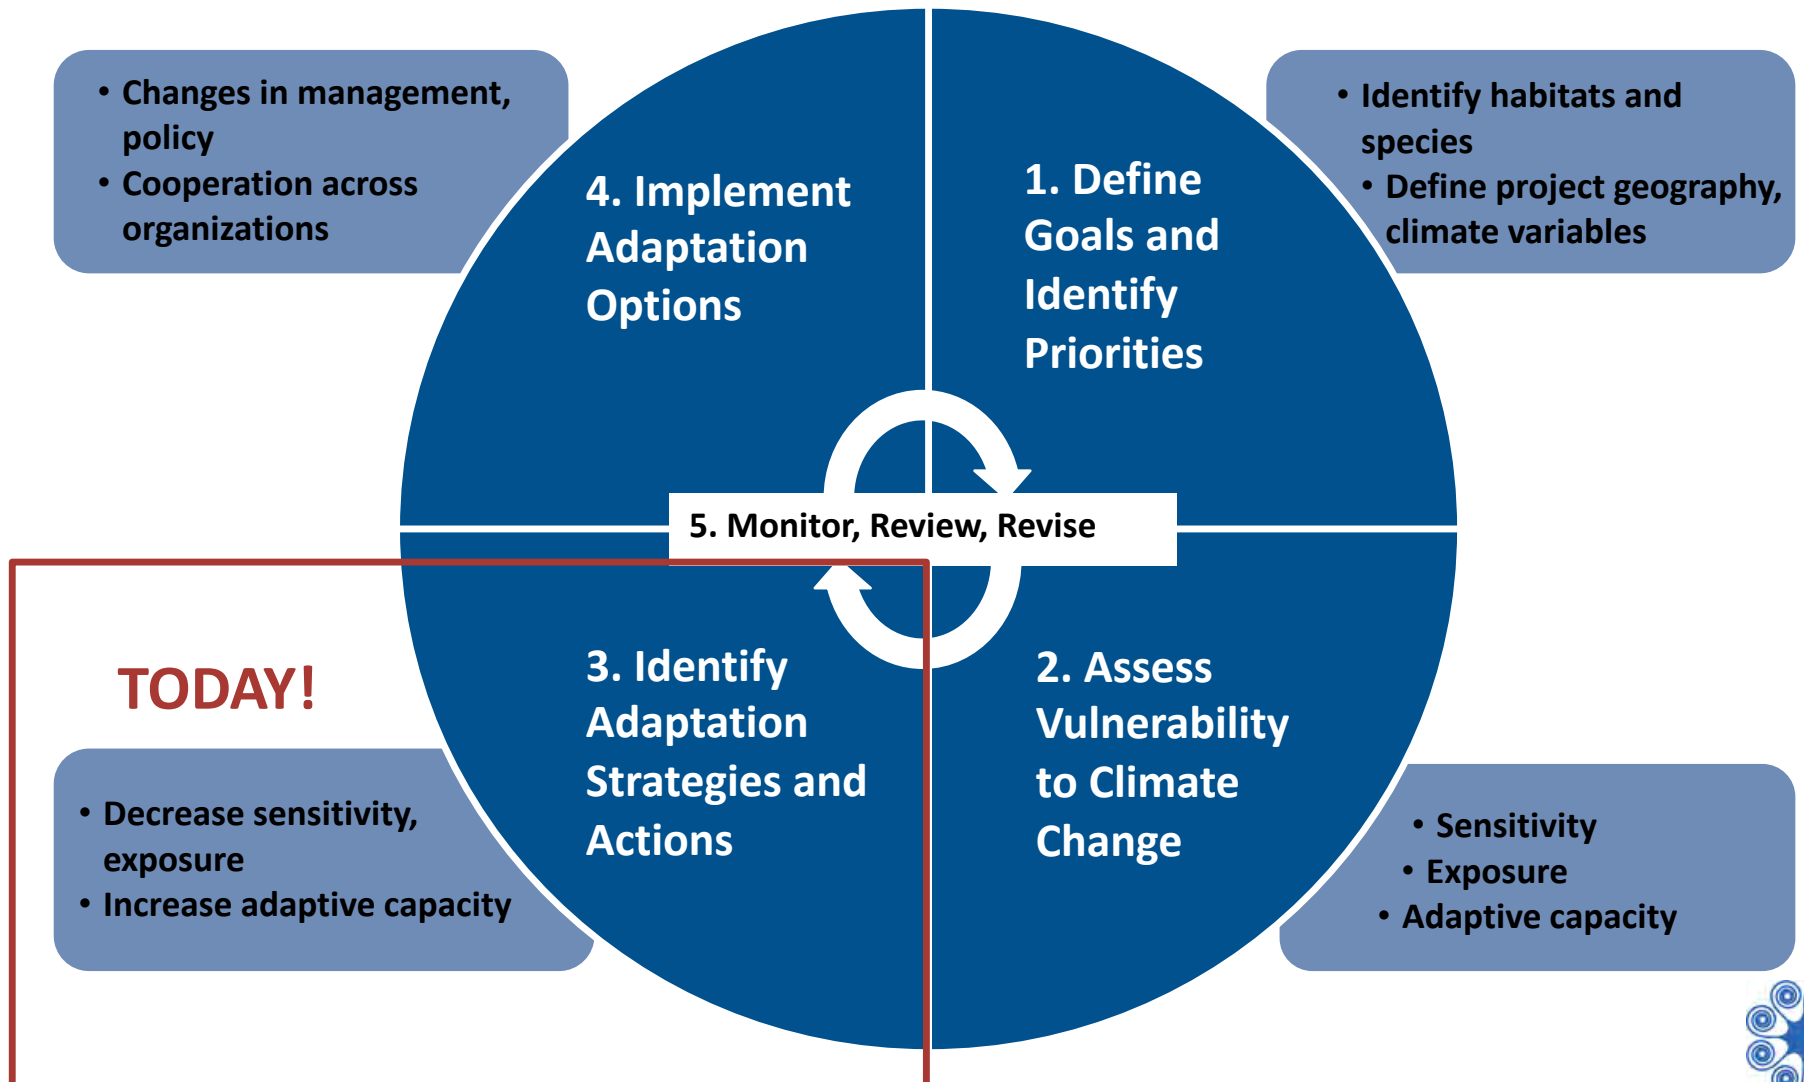 • Changes in management,
policy
• Cooperation across
organizations
4. Implement
Adaptation
Options
1. Define
Goals and
Identify
Priorities
• Identify habitats and
species
• Define project geography,
climate variables
5. Monitor, Review, Revise
TODAY!
• Decrease sensitivity,
exposure
• Increase adaptive capacity
3. Identify
Adaptation
Strategies and
Actions
2. Assess
Vulnerability
to Climate
Change
• Sensitivity
• Exposure
• Adaptive capacity